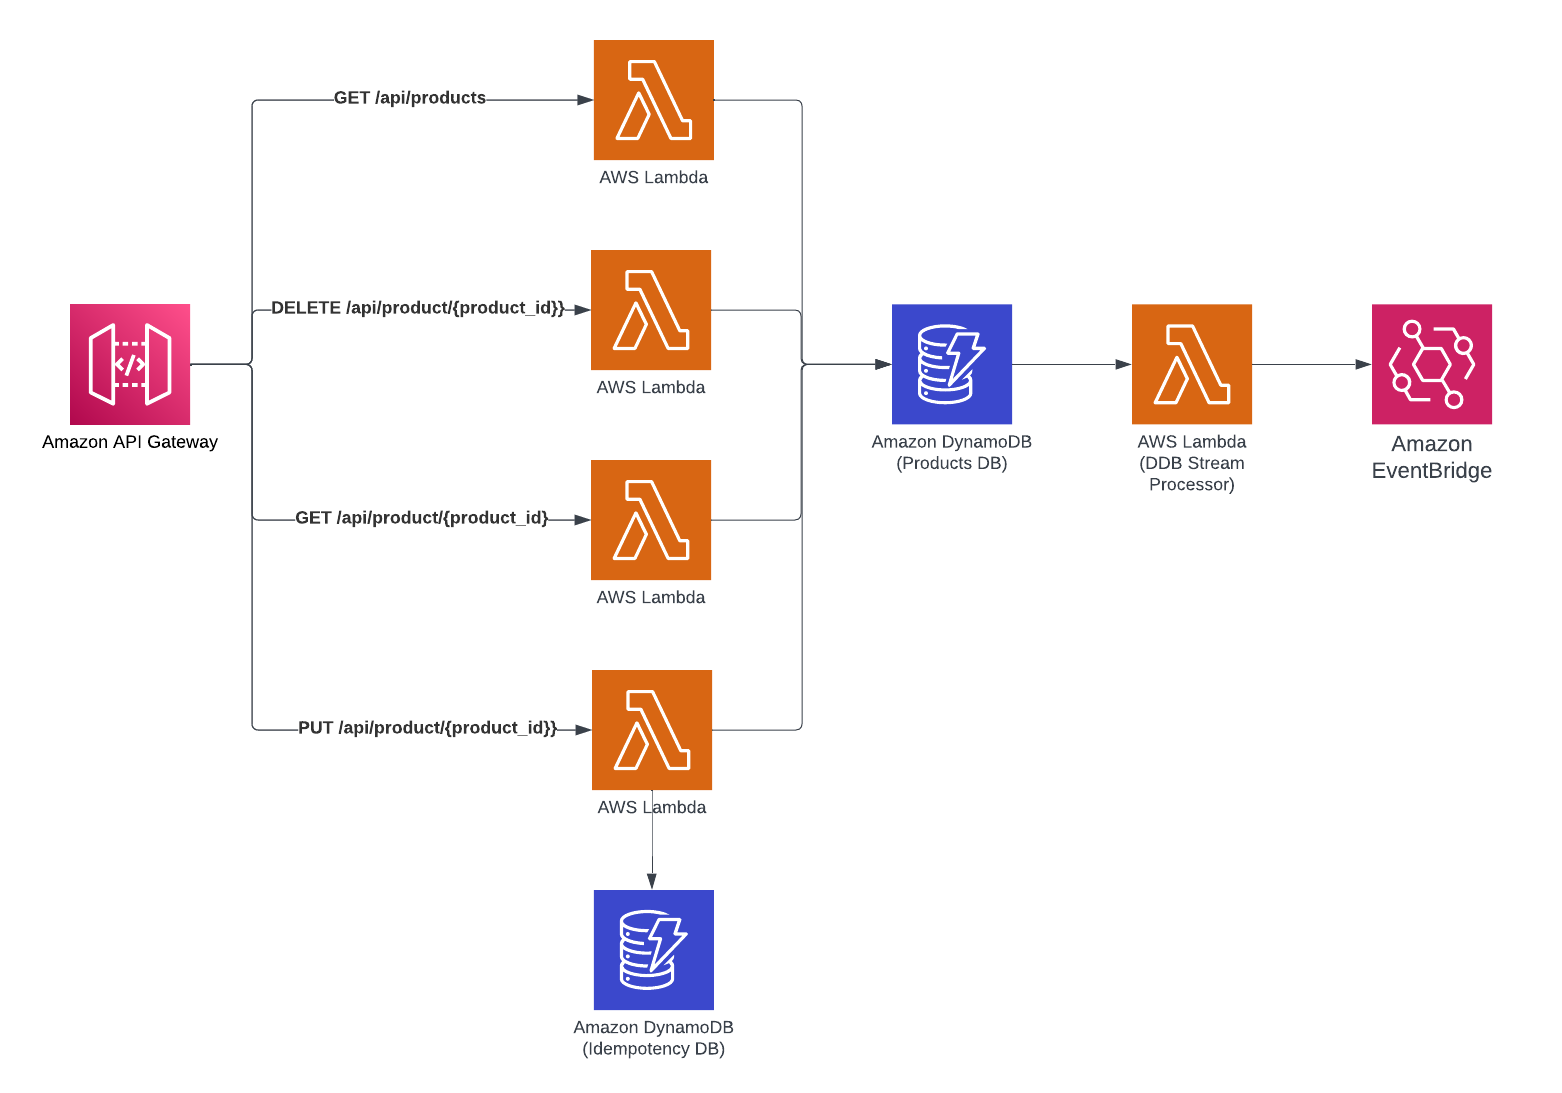 GET /api/products
AWS Lambda
DELETE /api/product/{product_id}}
AWS Lambda
Amazon API Gateway
GET /api/product/{product_id}
AWS Lambda
PUT /api/product/{product_id}}
AWS Lambda
Amazon DynamoDB
(Idempotency DB)
Amazon DynamoDB
(Products DB)
AWS Lambda
(DDB Stream
Processor)
Amazon
EventBridge